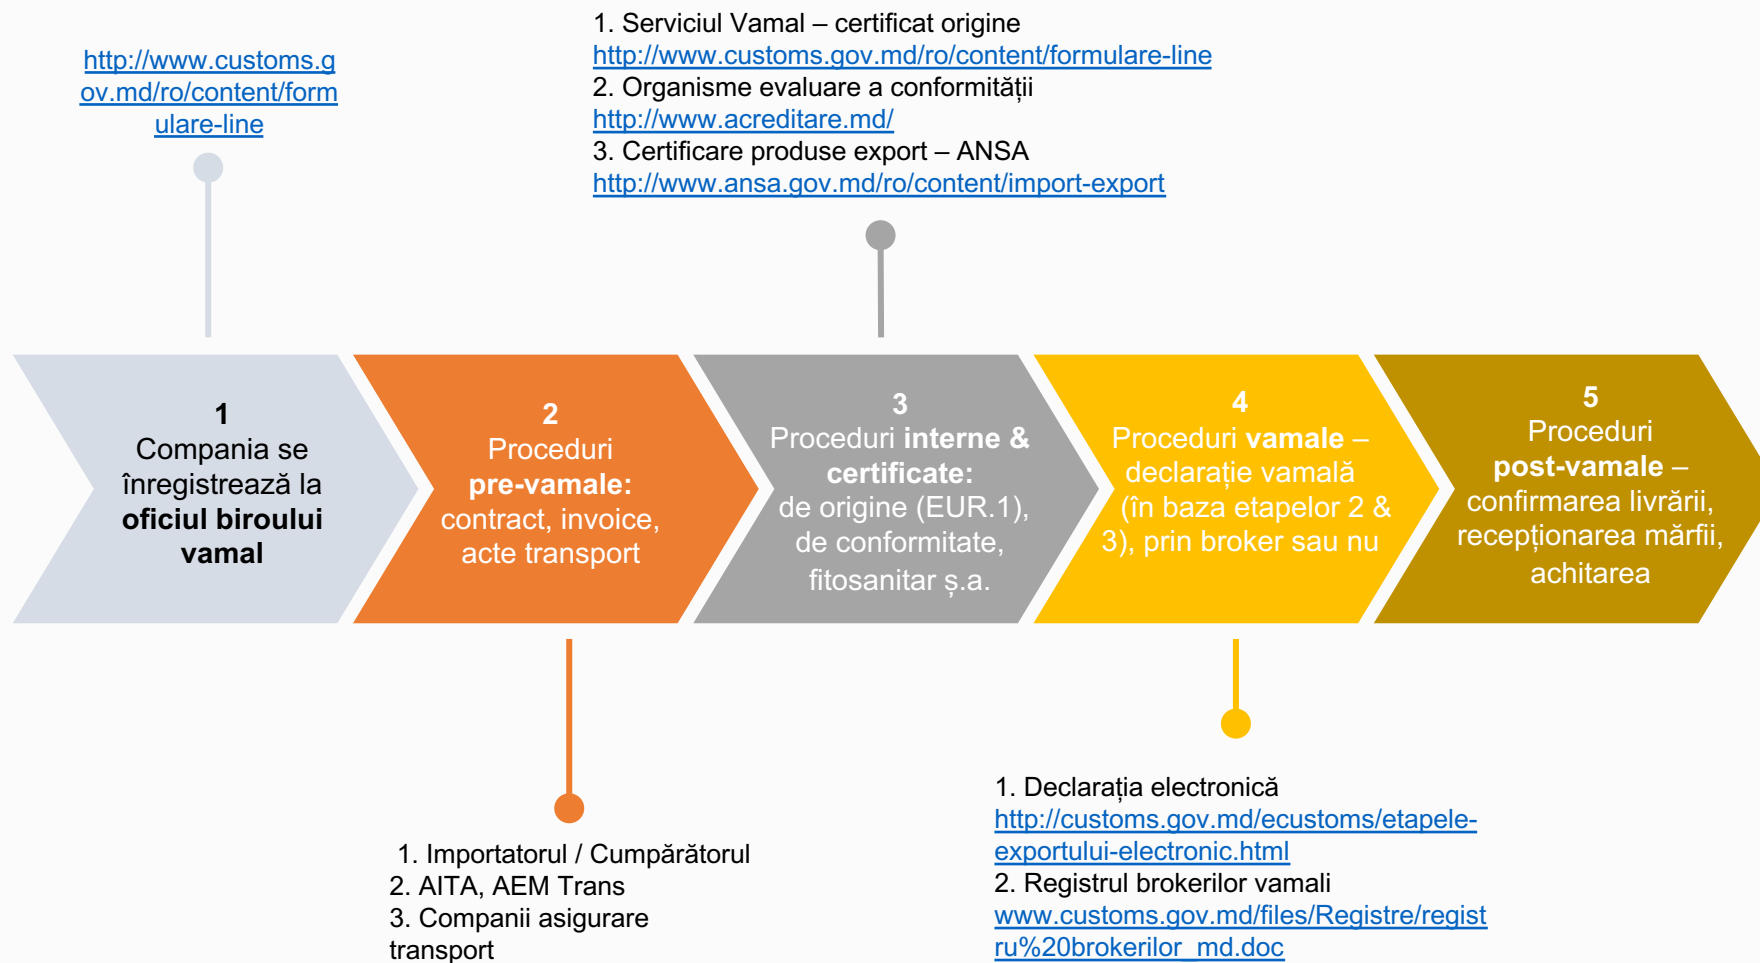 http://www.customs.g
ov.md/ro/content/form
ulare-line
1. Serviciul Vamal – certificat origine
http://www.customs.gov.md/ro/content/formulare-line
2. Organisme evaluare a conformității
http://www.acreditare.md/
3. Certificare produse export – ANSA
http://www.ansa.gov.md/ro/content/import-export
1
Compania se
înregistrează la
oficiul biroului
vamal
2
Proceduri
pre-vamale:
contract, invoice,
acte transport
3
Proceduri interne &
certificate:
de origine (EUR.1),
de conformitate,
fitosanitar ș.a.
4
Proceduri vamale –
declarație vamală
(în baza etapelor 2 &
3), prin broker sau nu
5
Proceduri
post-vamale –
confirmarea livrării,
recepționarea mărfii,
achitarea
1. Importatorul / Cumpărătorul
2. AITA, AEM Trans
3. Companii asigurare
transport
1. Declarația electronică
http://customs.gov.md/ecustoms/etapele-
exportului-electronic.html
2. Registrul brokerilor vamali
www.customs.gov.md/files/Registre/regist
ru%20brokerilor_md.doc